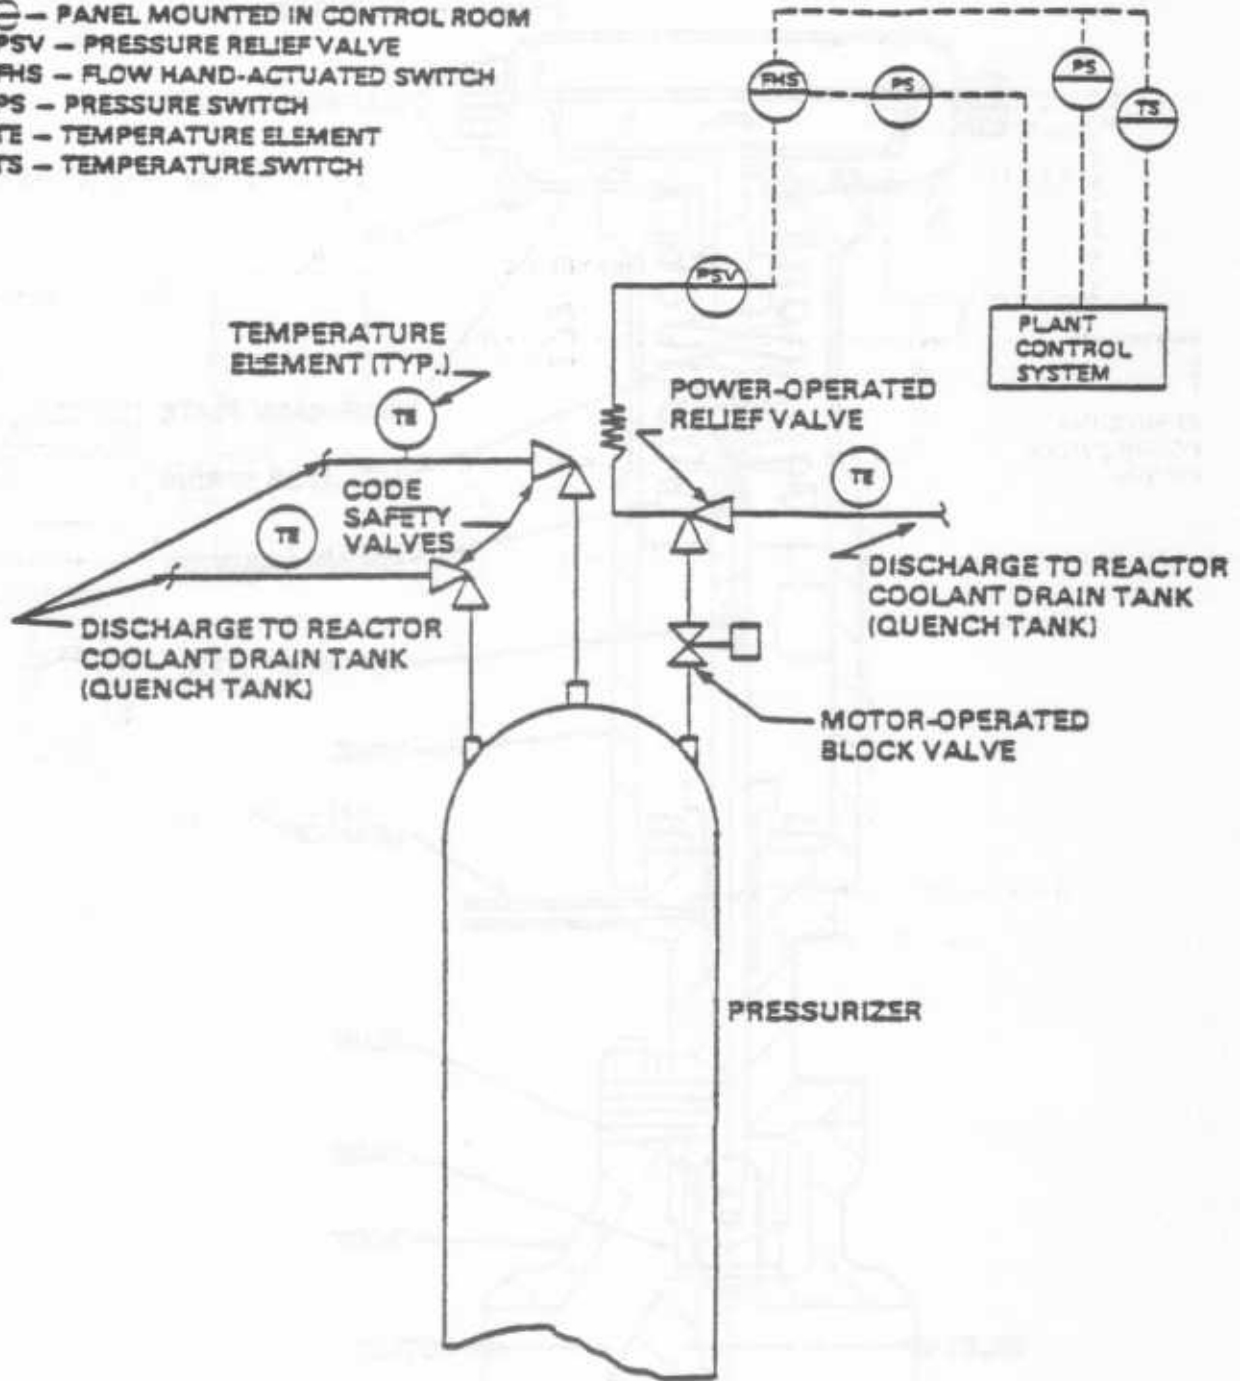 — PANEL MOUNTED IN CONTROL ROOM
PSV — PRESSURE RELIEF VALVE
FHS — FLOW HAND-ACTUATED SWITCH
PS — PRESSURE SWITCH
TE — TEMPERATURE ELEMENT
TS — TEMPERATURE SWITCH
FHS
PS
PS
TS
PSV
PLANT
CONTROL
SYSTEM
TEMPERATURE
ELEMENT (TYP.)
TE
POWER-OPERATED
RELIEF VALVE
TE
CODE
SAFETY
VALVES
TE
DISCHARGE TO REACTOR
COOLANT DRAIN TANK
(QUENCH TANK)
DISCHARGE TO REACTOR
COOLANT DRAIN TANK
(QUENCH TANK)
MOTOR-OPERATED
BLOCK VALVE
PRESSURIZER